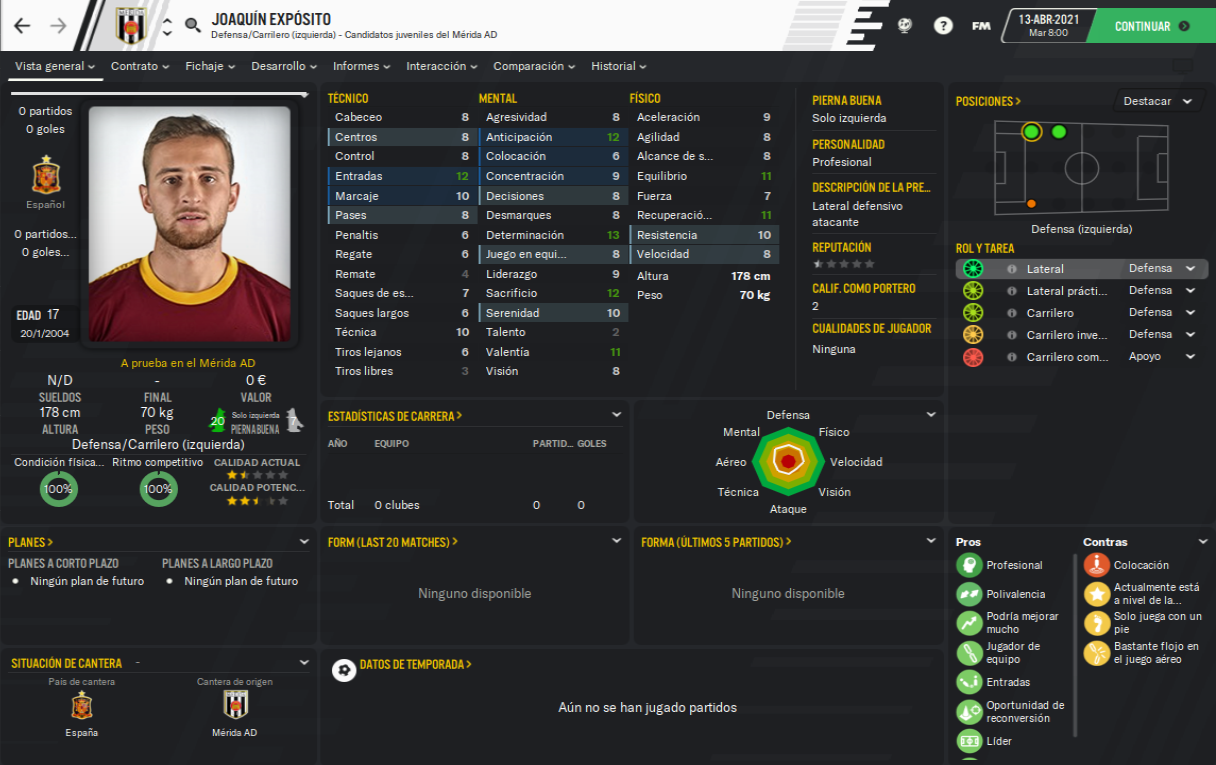 JOAQUÍN EXPÓSITO
Defensa/Carrilero (izquierda) - Candidatos juveniles del Mérida AD
?
FM
13-ABR-2021
Mar 8:00
CONTINUAR
Vista general
Contrato
Fichaje
Desarrollo
Informes
Interacción
Comparación
Historial
0 partidos
0 goles
Español
0 partidos...
0 goles...
EDAD 17
20/1/2004
A prueba en el Mérida AD
N/D - 0 €
SUELDOS FINAL VALOR
178 cm 70 kg 20 Solo izquierda 7
ALTURA PESO PIERNA BUENA
Defensa/Carrilero (izquierda)
Condición física... Ritmo competitivo CALIDAD ACTUAL
100% 100%
CALIDAD POTENC...
TÉCNICO
Cabeceo 8
Centros 8
Control 8
Entradas 12
Marcaje 10
Pases 8
Penaltis 6
Regate 6
Remate 4
Saques de es... 7
Saques largos 6
Técnica 10
Tiros lejanos 6
Tiros libres 3
MENTAL
Agresividad 8
Anticipación 12
Colocación 6
Concentración 9
Decisiones 8
Desmarques 8
Determinación 13
Juego en equi... 8
Liderazgo 9
Sacrificio 12
Serenidad 10
Talento 2
Valentía 11
Visión 8
FÍSICO
Aceleración 9
Agilidad 8
Alcance de s... 8
Equilibrio 11
Fuerza 7
Recuperació... 11
Resistencia 10
Velocidad 8
Altura 178 cm
Peso 70 kg
PIERNA BUENA
Solo izquierda
PERSONALIDAD
Profesional
DESCRIPCIÓN DE LA PRE...
Lateral defensivo
atacante
REPUTACIÓN
CALIF. COMO PORTERO
2
CUALIDADES DE JUGADOR
Ninguna
POSICIONES >
Destacar
Defensa (izquierda)
ROL Y TAREA
Lateral Defensa
Lateral prácti... Defensa
Carrilero Defensa
Carrilero inve... Defensa
Carrilero com... Apoyo
ESTADÍSTICAS DE CARRERA >
AÑO EQUIPO PARTID... GOLES
Total 0 clubes 0 0
Defensa
Mental Físico
Aéreo Velocidad
Técnica Visión
Ataque
PLANES >
PLANES A CORTO PLAZO PLANES A LARGO PLAZO
• Ningún plan de futuro • Ningún plan de futuro
FORM (LAST 20 MATCHES) >
Ninguno disponible
FORMA (ÚLTIMOS 5 PARTIDOS) >
Ninguno disponible
Pros
Profesional
Polivalencia
Podría mejorar
mucho
Jugador de
equipo
Entradas
Oportunidad de
reconversión
Líder
Contras
Colocación
Actualmente está
a nivel de la...
Solo juega con un
pie
Bastante flojo en
el juego aéreo
SITUACIÓN DE CANTERA -
País de cantera Cantera de origen
España Mérida AD
DATOS DE TEMPORADA >
Aún no se han jugado partidos